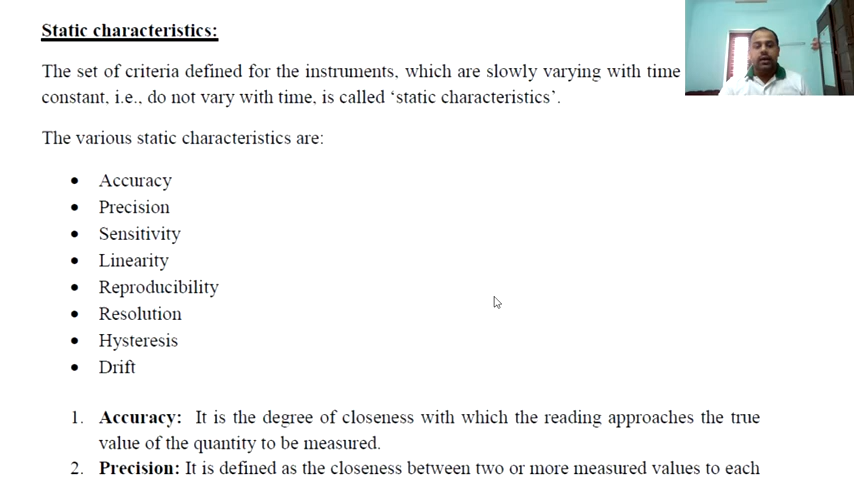 Static characteristics:
The set of criteria defined for the instruments, which are slowly varying with time
constant, i.e., do not vary with time, is called ‘static characteristics’.
The various static characteristics are:
• Accuracy
• Precision
• Sensitivity
• Linearity
• Reproducibility
• Resolution
• Hysteresis
• Drift
1. Accuracy: It is the degree of closeness with which the reading approaches the true
value of the quantity to be measured.
2. Precision: It is defined as the closeness between two or more measured values to each